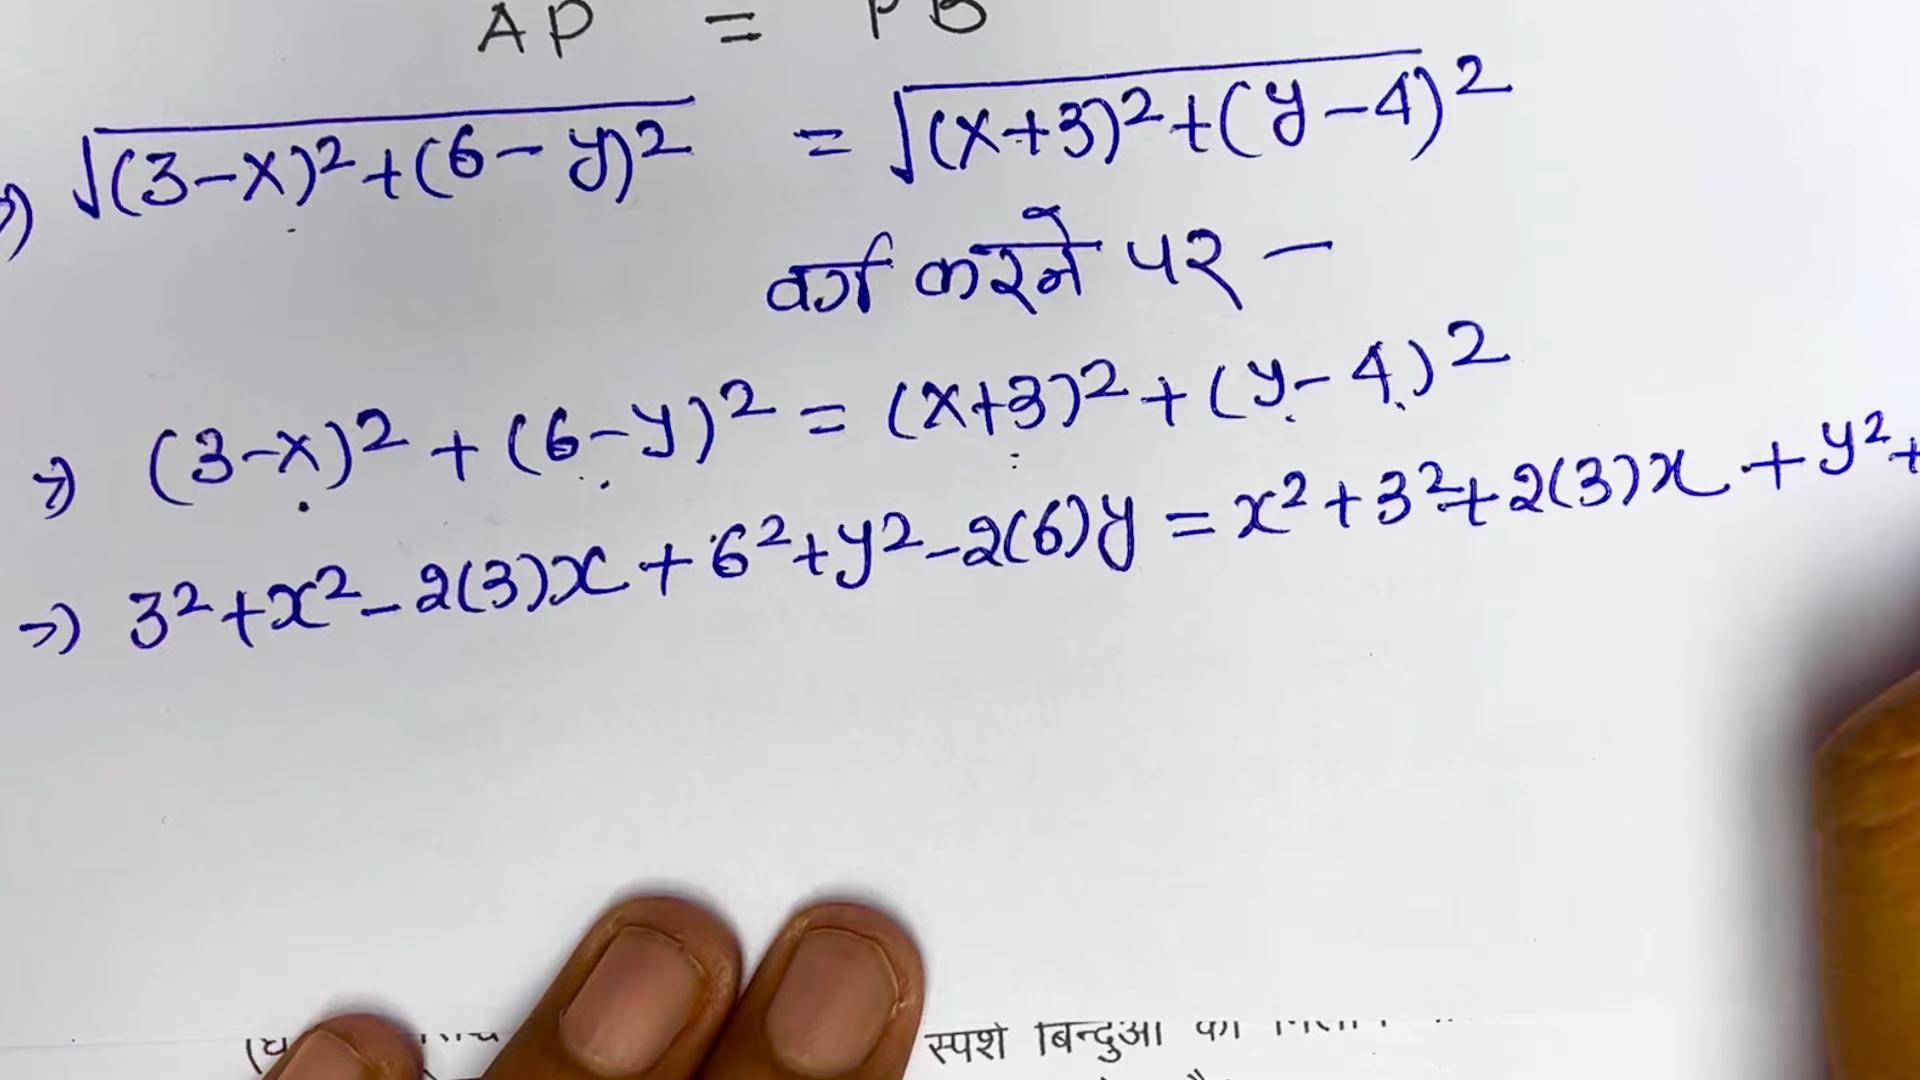 AP = PB
⇒ √(3-x)²+(6-y)² = √(x+3)²+(y-4)²
वर्ग करने पर –
⇒ (3-x)² + (6-y)² = (x+3)² + (y-4)²
⇒ 3²+x²-2(3)x+6²+y²-2(6)y = x²+3²+2(3)x+y²+
स्पर्श बिन्दुओं को